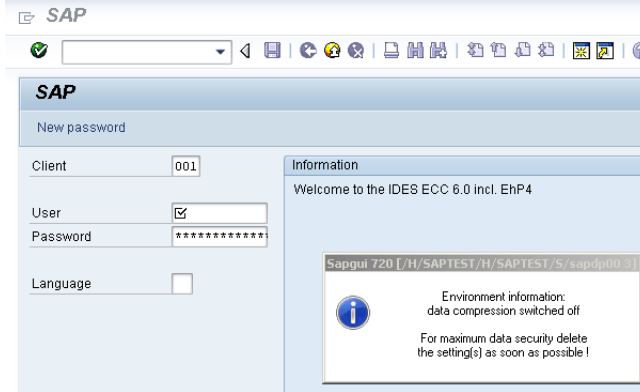 SAP
SAP
New password
Client 001
Information
Welcome to the IDES ECC 6.0 incl. EhP4
User
Password *************
Language
Sapgui 720 [/H/SAPTEST/H/SAPTEST/S/sapdp00 3]
Environment information:
data compression switched off
For maximum data security delete
the setting(s) as soon as possible !